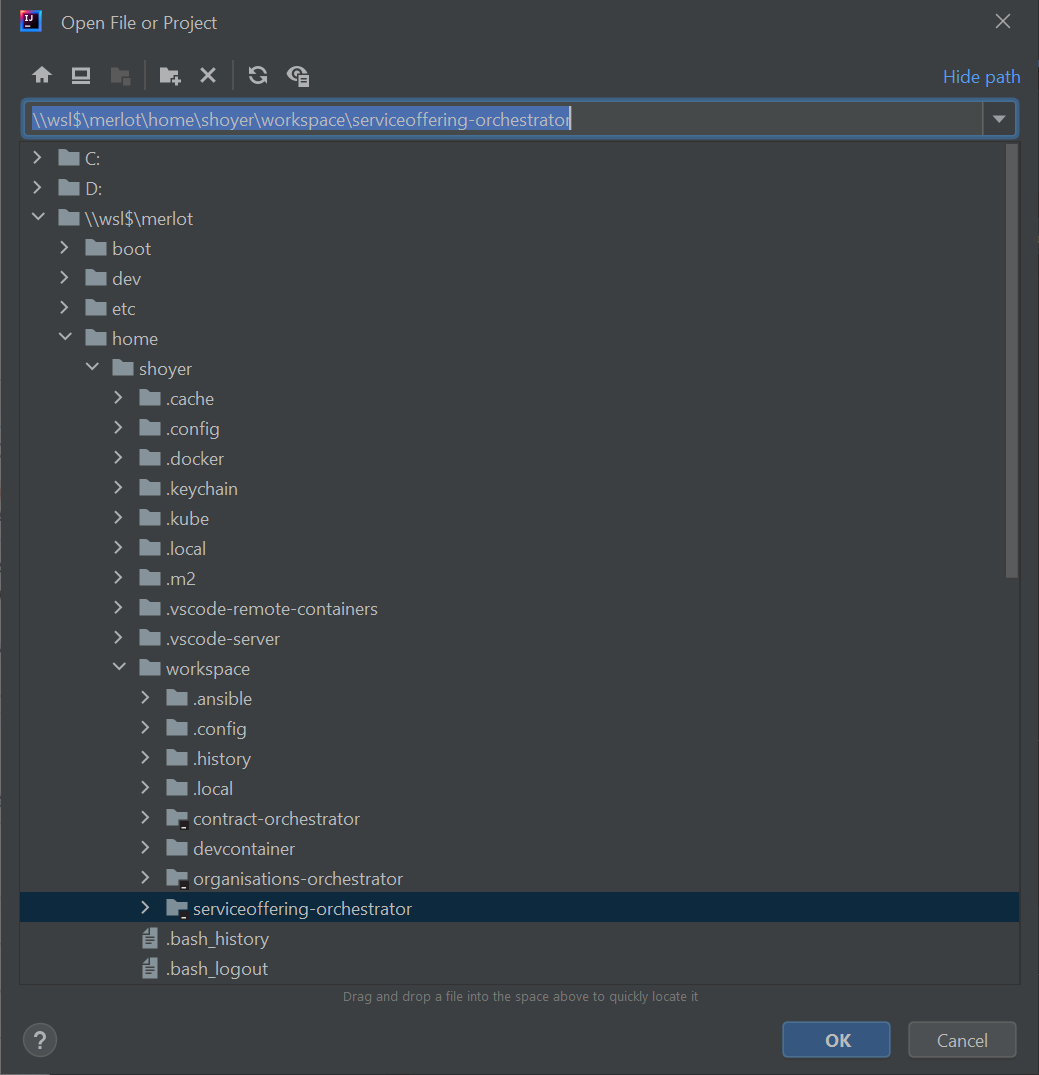 IJ
Open File or Project
Hide path
\\wsl$\merlot\home\shoyer\workspace\serviceoffering-orchestrator
C:
D:
\\wsl$\merlot
boot
dev
etc
home
shoyer
.cache
.config
.docker
.keychain
.kube
.local
.m2
.vscode-remote-containers
.vscode-server
workspace
.ansible
.config
.history
.local
contract-orchestrator
devcontainer
organisations-orchestrator
serviceoffering-orchestrator
.bash_history
.bash_logout
Drag and drop a file into the space above to quickly locate it
?
OK
Cancel